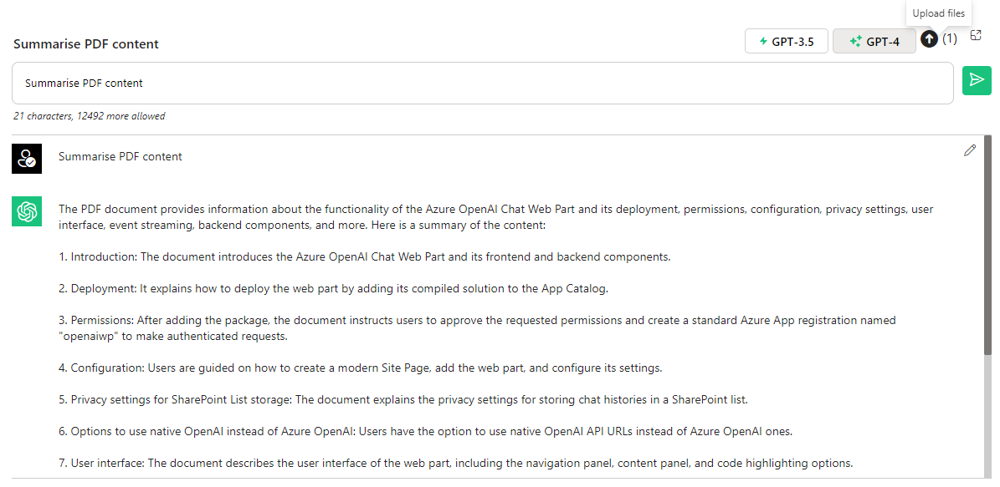 Upload files
Summarise PDF content
GPT-3.5
GPT-4
(1)
Summarise PDF content
21 characters, 12492 more allowed
Summarise PDF content
The PDF document provides information about the functionality of the Azure OpenAI Chat Web Part and its deployment, permissions, configuration, privacy settings, user
interface, event streaming, backend components, and more. Here is a summary of the content:
1. Introduction: The document introduces the Azure OpenAI Chat Web Part and its frontend and backend components.
2. Deployment: It explains how to deploy the web part by adding its compiled solution to the App Catalog.
3. Permissions: After adding the package, the document instructs users to approve the requested permissions and create a standard Azure App registration named
"openaiwp" to make authenticated requests.
4. Configuration: Users are guided on how to create a modern Site Page, add the web part, and configure its settings.
5. Privacy settings for SharePoint List storage: The document explains the privacy settings for storing chat histories in a SharePoint list.
6. Options to use native OpenAI instead of Azure OpenAI: Users have the option to use native OpenAI API URLs instead of Azure OpenAI ones.
7. User interface: The document describes the user interface of the web part, including the navigation panel, content panel, and code highlighting options.